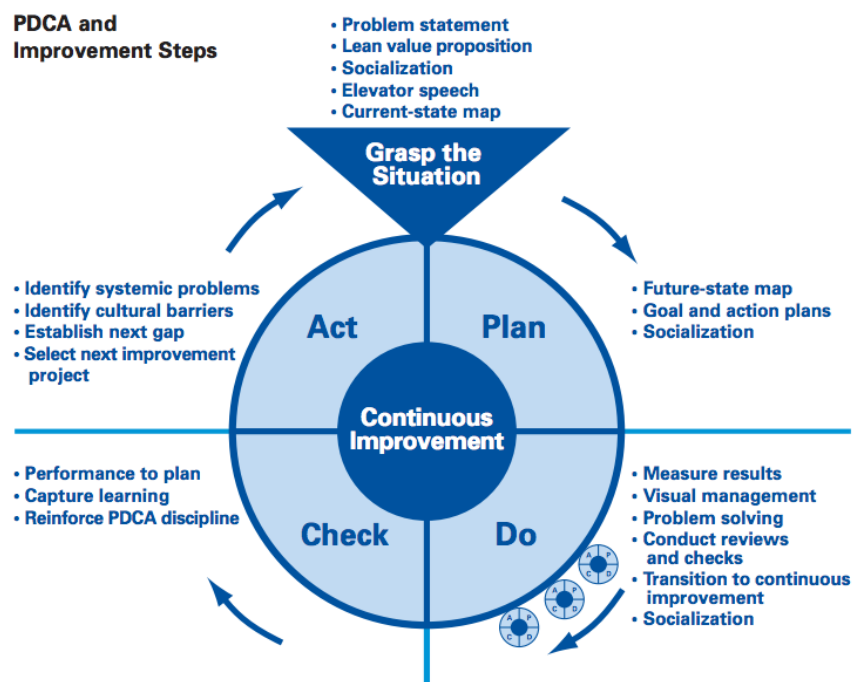 PDCA and
Improvement Steps
• Problem statement
• Lean value proposition
• Socialization
• Elevator speech
• Current-state map
Grasp the
Situation
• Identify systemic problems
• Identify cultural barriers
• Establish next gap
• Select next improvement
project
Act
Plan
• Future-state map
• Goal and action plans
• Socialization
Continuous
Improvement
• Performance to plan
• Capture learning
• Reinforce PDCA discipline
Check
Do
• Measure results
• Visual management
• Problem solving
• Conduct reviews
and checks
• Transition to continuous
improvement
• Socialization
A P
C D
A P
C D
A P
C D